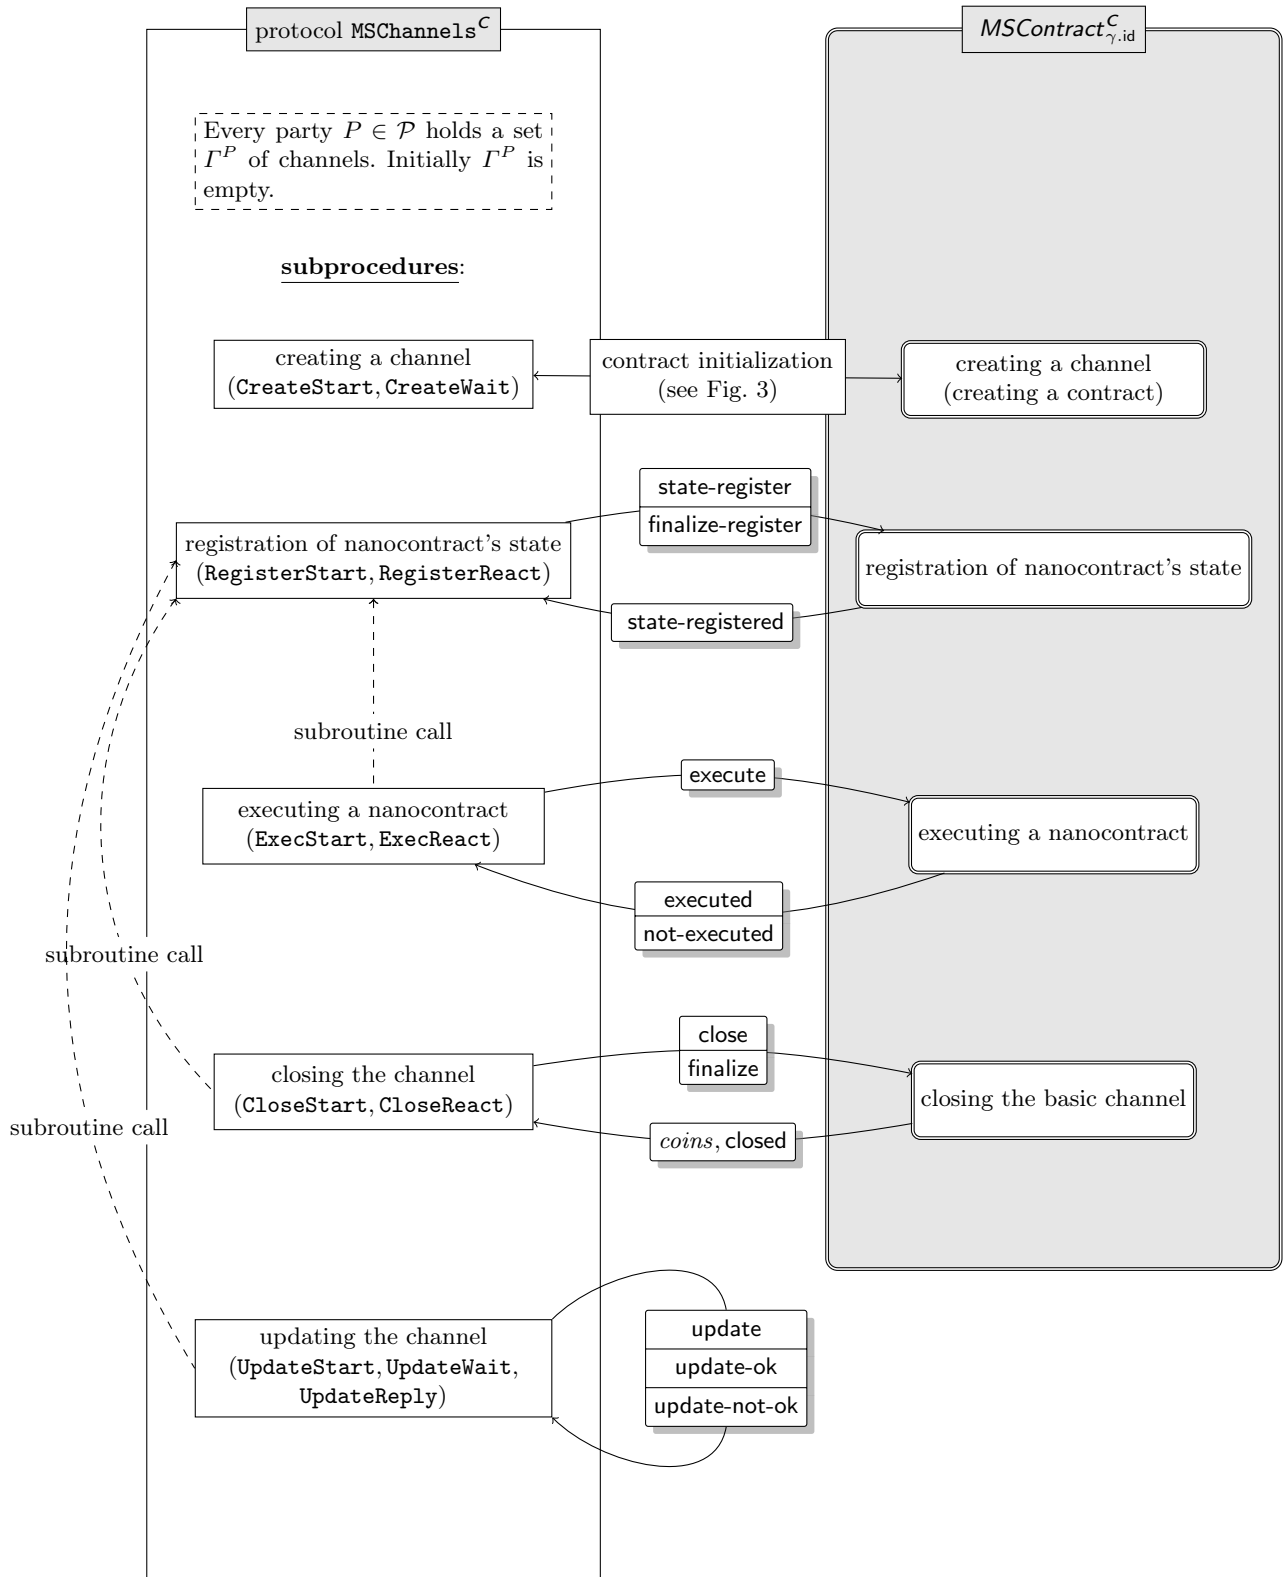 protocol MSChannels^C
MSContract^C_γ.id
Every party P ∈ 𝒫 holds a set
Γ^P of channels. Initially Γ^P is
empty.
subprocedures:
creating a channel
(CreateStart, CreateWait)
contract initialization
(see Fig. 3)
creating a channel
(creating a contract)
state-register
finalize-register
registration of nanocontract's state
(RegisterStart, RegisterReact)
registration of nanocontract's state
state-registered
subroutine call
execute
executing a nanocontract
(ExecStart, ExecReact)
executing a nanocontract
executed
not-executed
subroutine call
close
finalize
closing the channel
(CloseStart, CloseReact)
closing the basic channel
coins, closed
subroutine call
updating the channel
(UpdateStart, UpdateWait,
UpdateReply)
update
update-ok
update-not-ok